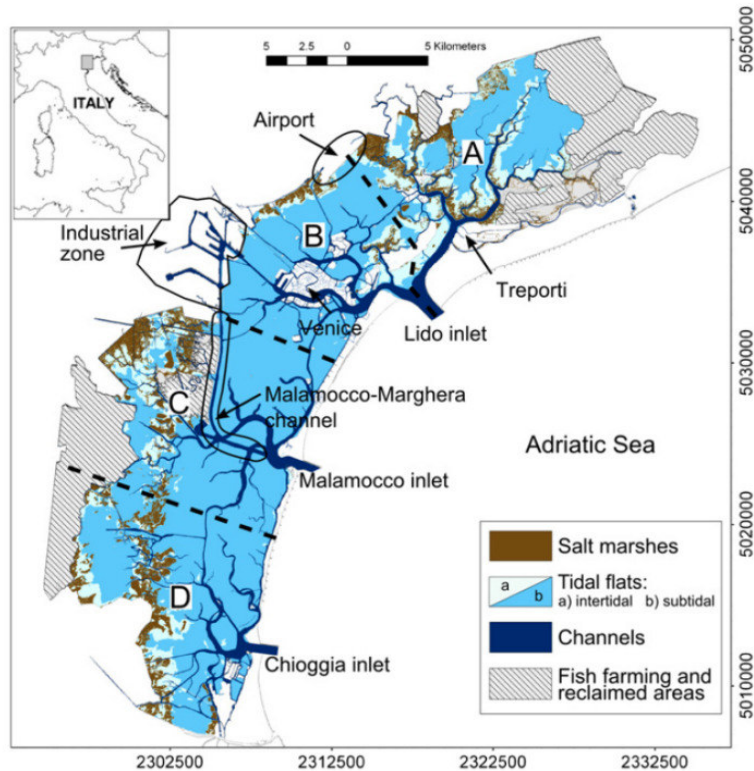 5 2.5 0 5 Kilometers
ITALY
Airport
A
Industrial
zone
B
Venice
Treporti
Lido inlet
C
Malamocco-Marghera
channel
Malamocco inlet
Adriatic Sea
D
Chioggia inlet
Salt marshes
a
b
Tidal flats:
a) intertidal b) subtidal
Channels
Fish farming and
reclaimed areas
5050000
5040000
5030000
5020000
5010000
2302500 2312500 2322500 2332500